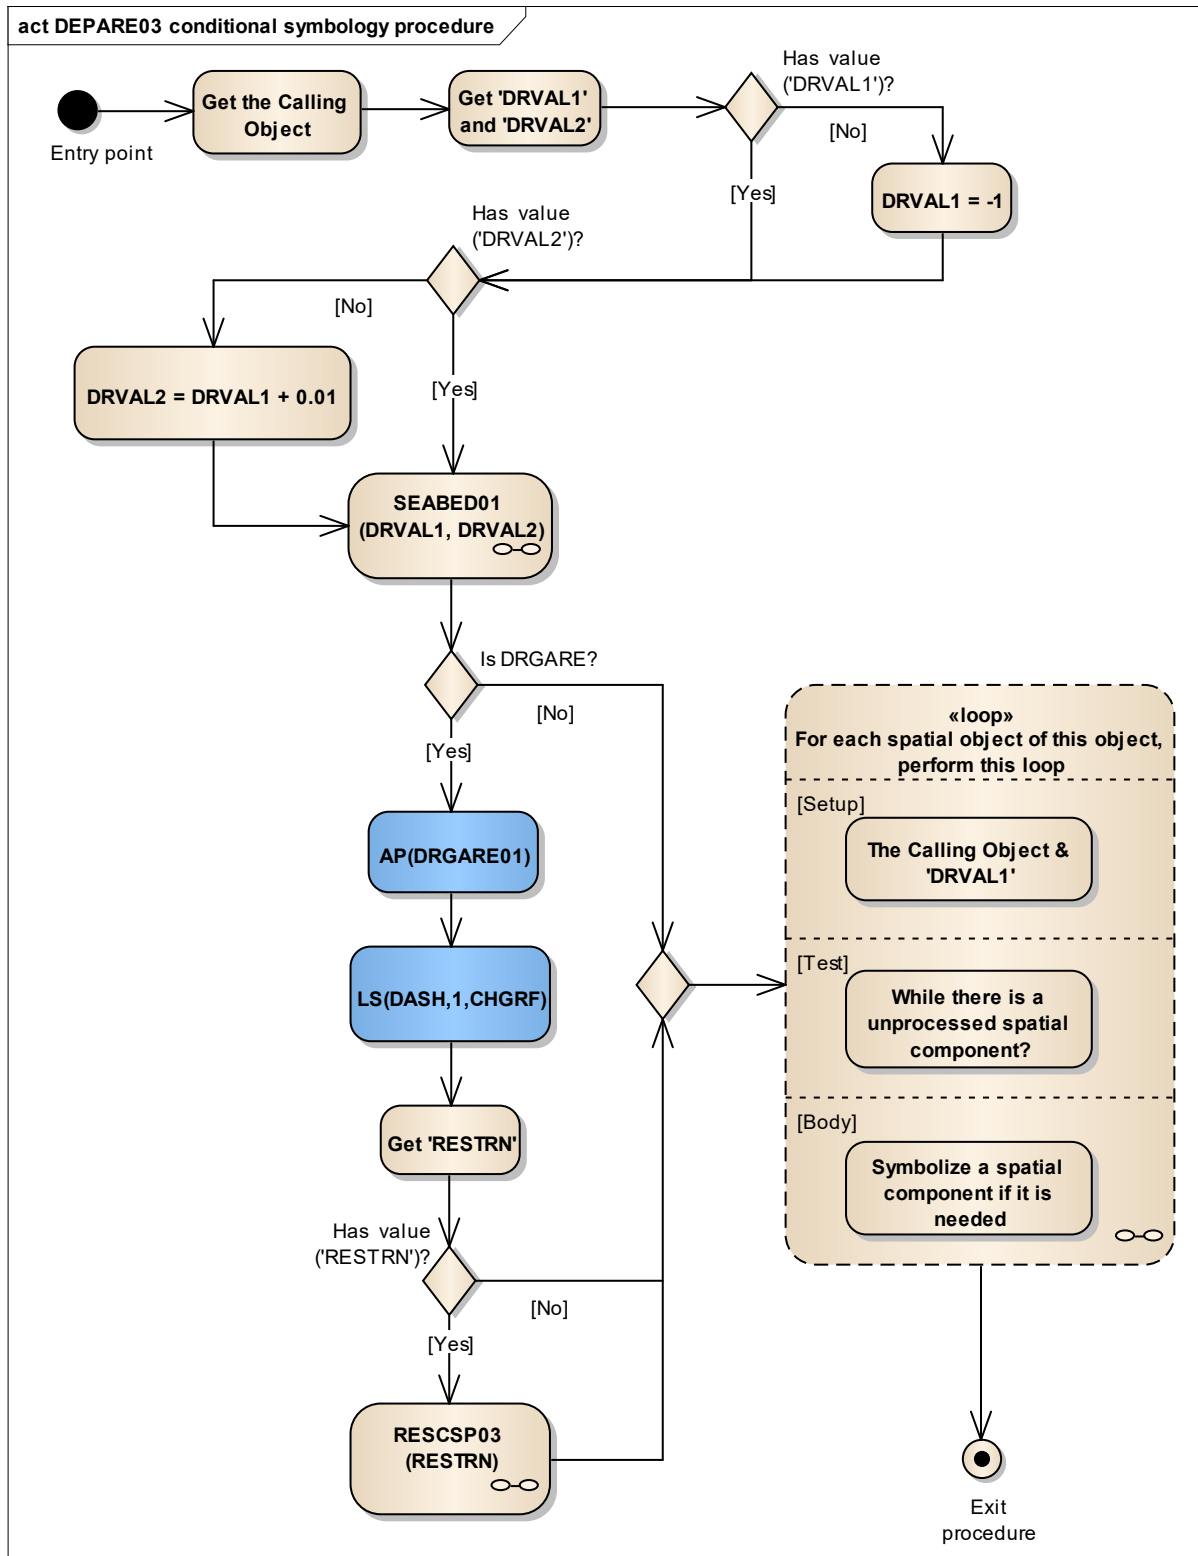 act DEPARE03 conditional symbology procedure
Entry point
Get the Calling
Object
Get 'DRVAL1'
and 'DRVAL2'
Has value
('DRVAL1')?
[No]
[Yes]
DRVAL1 = -1
Has value
('DRVAL2')?
[No]
[Yes]
DRVAL2 = DRVAL1 + 0.01
SEABED01
(DRVAL1, DRVAL2)
Is DRGARE?
[No]
[Yes]
AP(DRGARE01)
LS(DASH,1,CHGRF)
Get 'RESTRN'
Has value
('RESTRN')?
[No]
[Yes]
RESCSP03
(RESTRN)
«loop»
For each spatial object of this object,
perform this loop
[Setup]
The Calling Object &
'DRVAL1'
[Test]
While there is a
unprocessed spatial
component?
[Body]
Symbolize a spatial
component if it is
needed
Exit
procedure